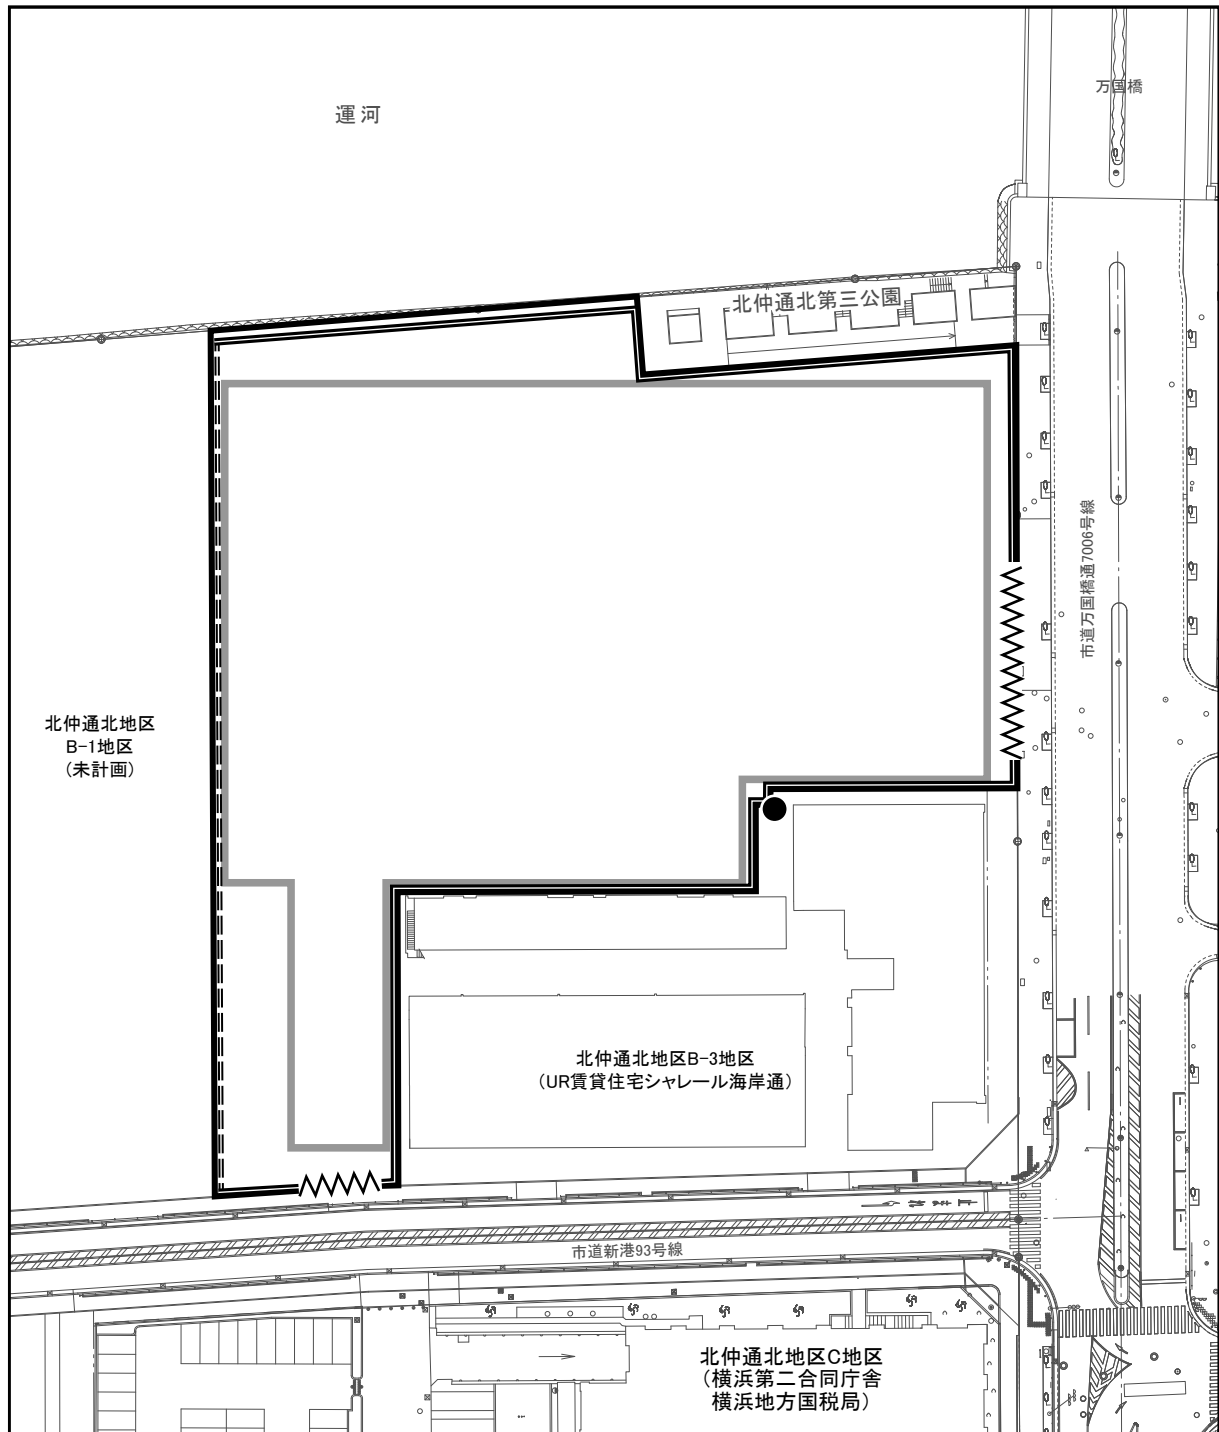 運河
万国橋
北仲通北第三公園
市道万国橋通7006号線
北仲通北地区
B-1地区
(未計画)
北仲通北地区B-3地区
(UR賃貸住宅シャレール海岸通)
市道新港93号線
北仲通北地区C地区
(横浜第二合同庁舎
横浜地方国税局)